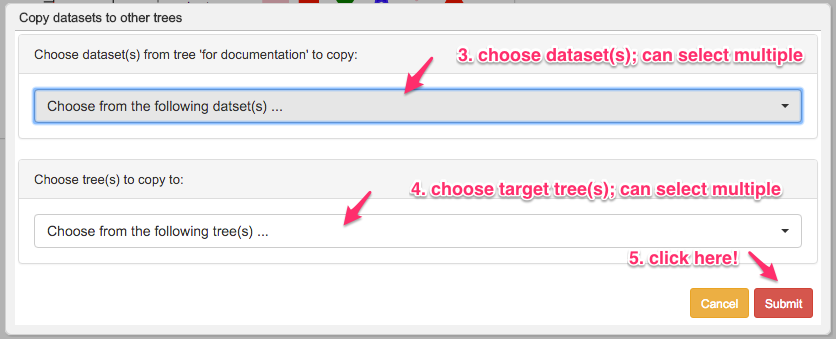 Copy datasets to other trees
Choose dataset(s) from tree 'for documentation' to copy:
3. choose dataset(s); can select multiple
Choose from the following datset(s) ...
Choose tree(s) to copy to:
4. choose target tree(s); can select multiple
Choose from the following tree(s) ...
5. click here!
Cancel
Submit